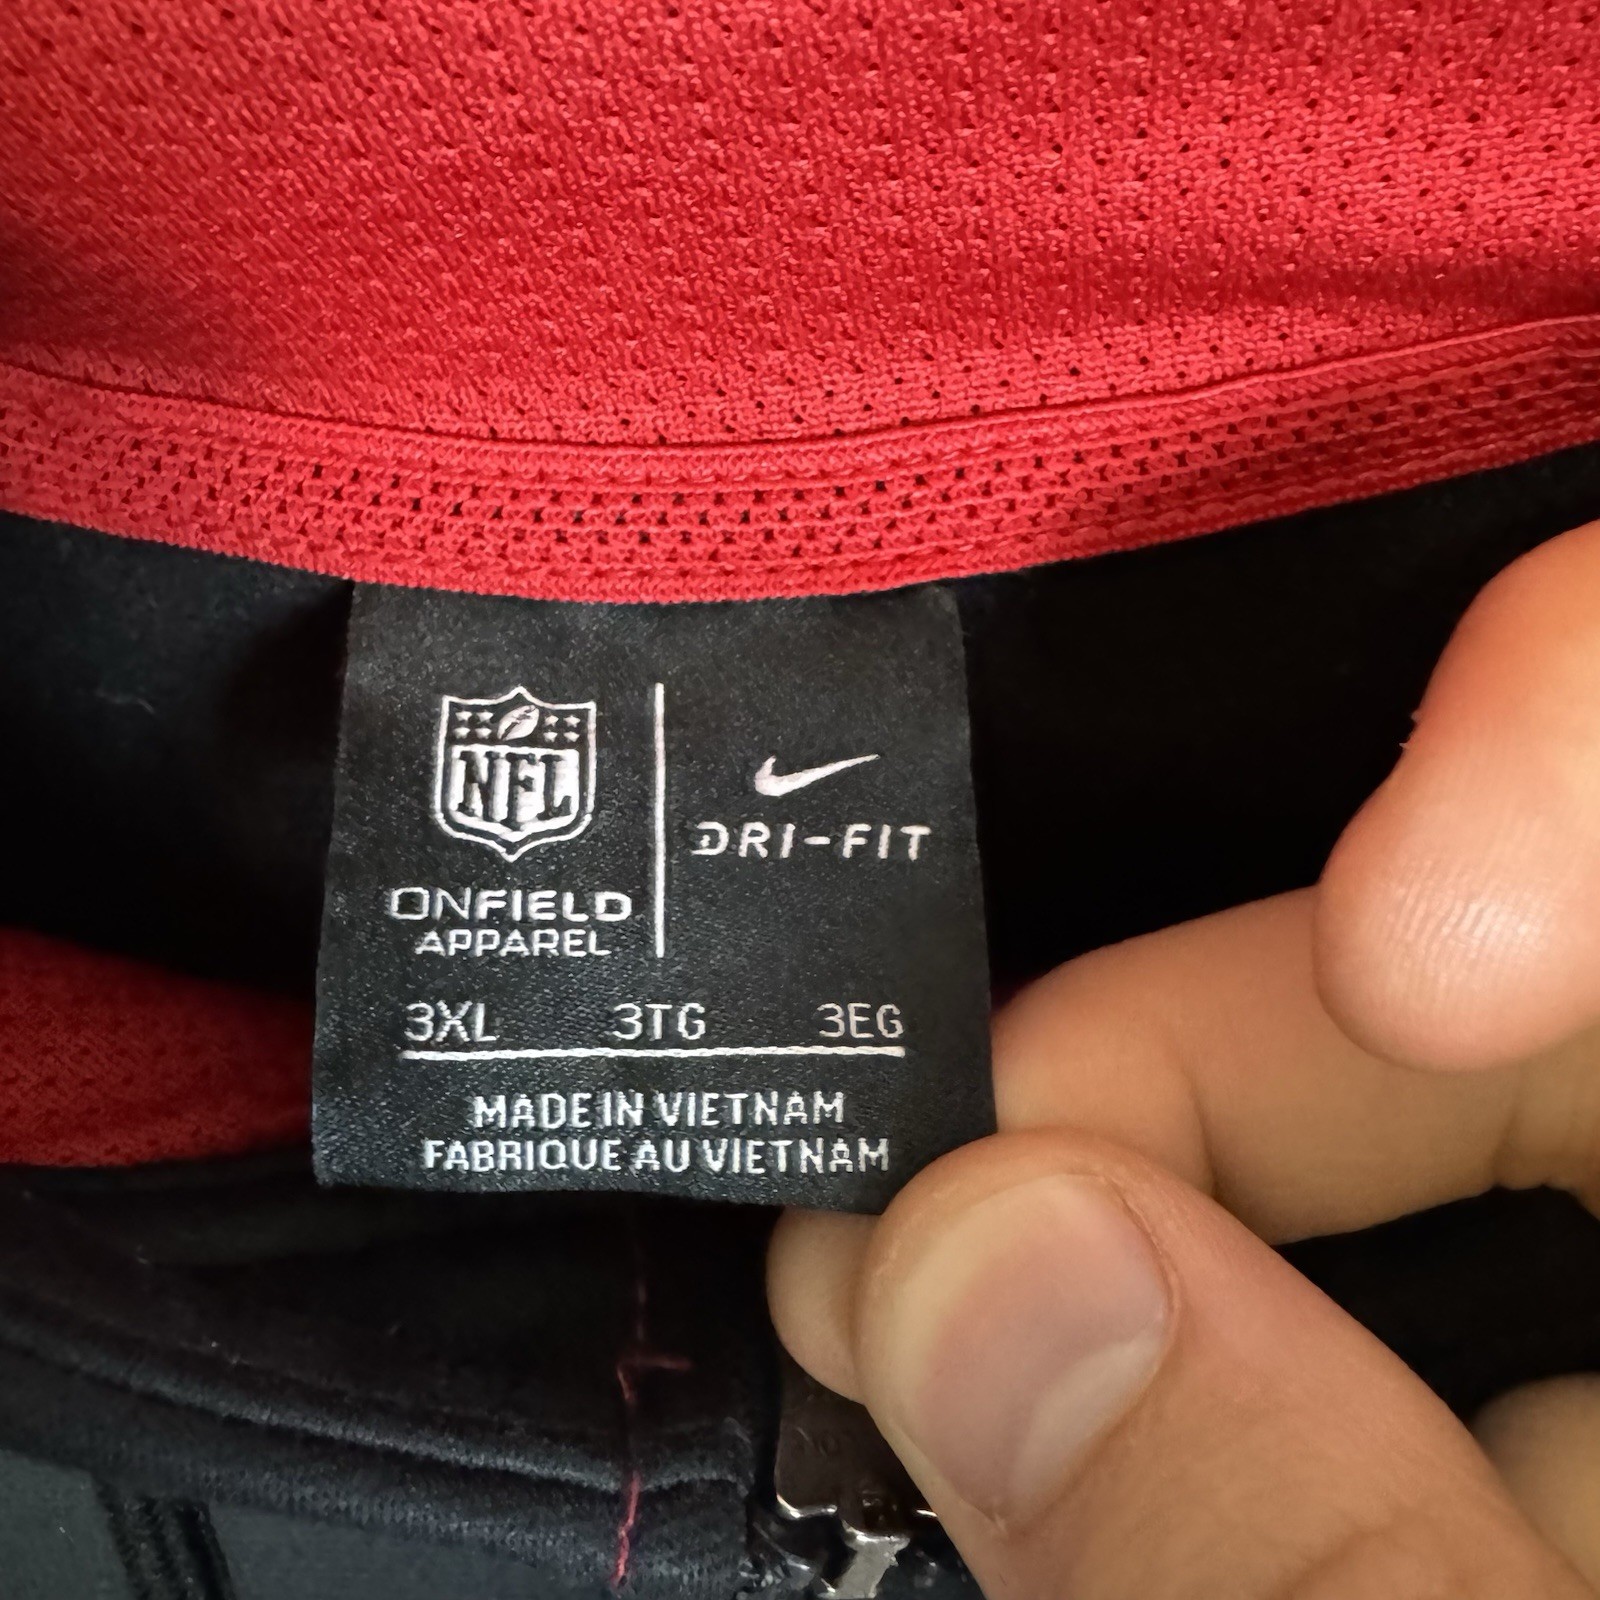 NFL
DRI-FIT
ONFIELD
APPAREL
3XL 3TG 3EG
MADE IN VIETNAM
FABRIQUE AU VIETNAM